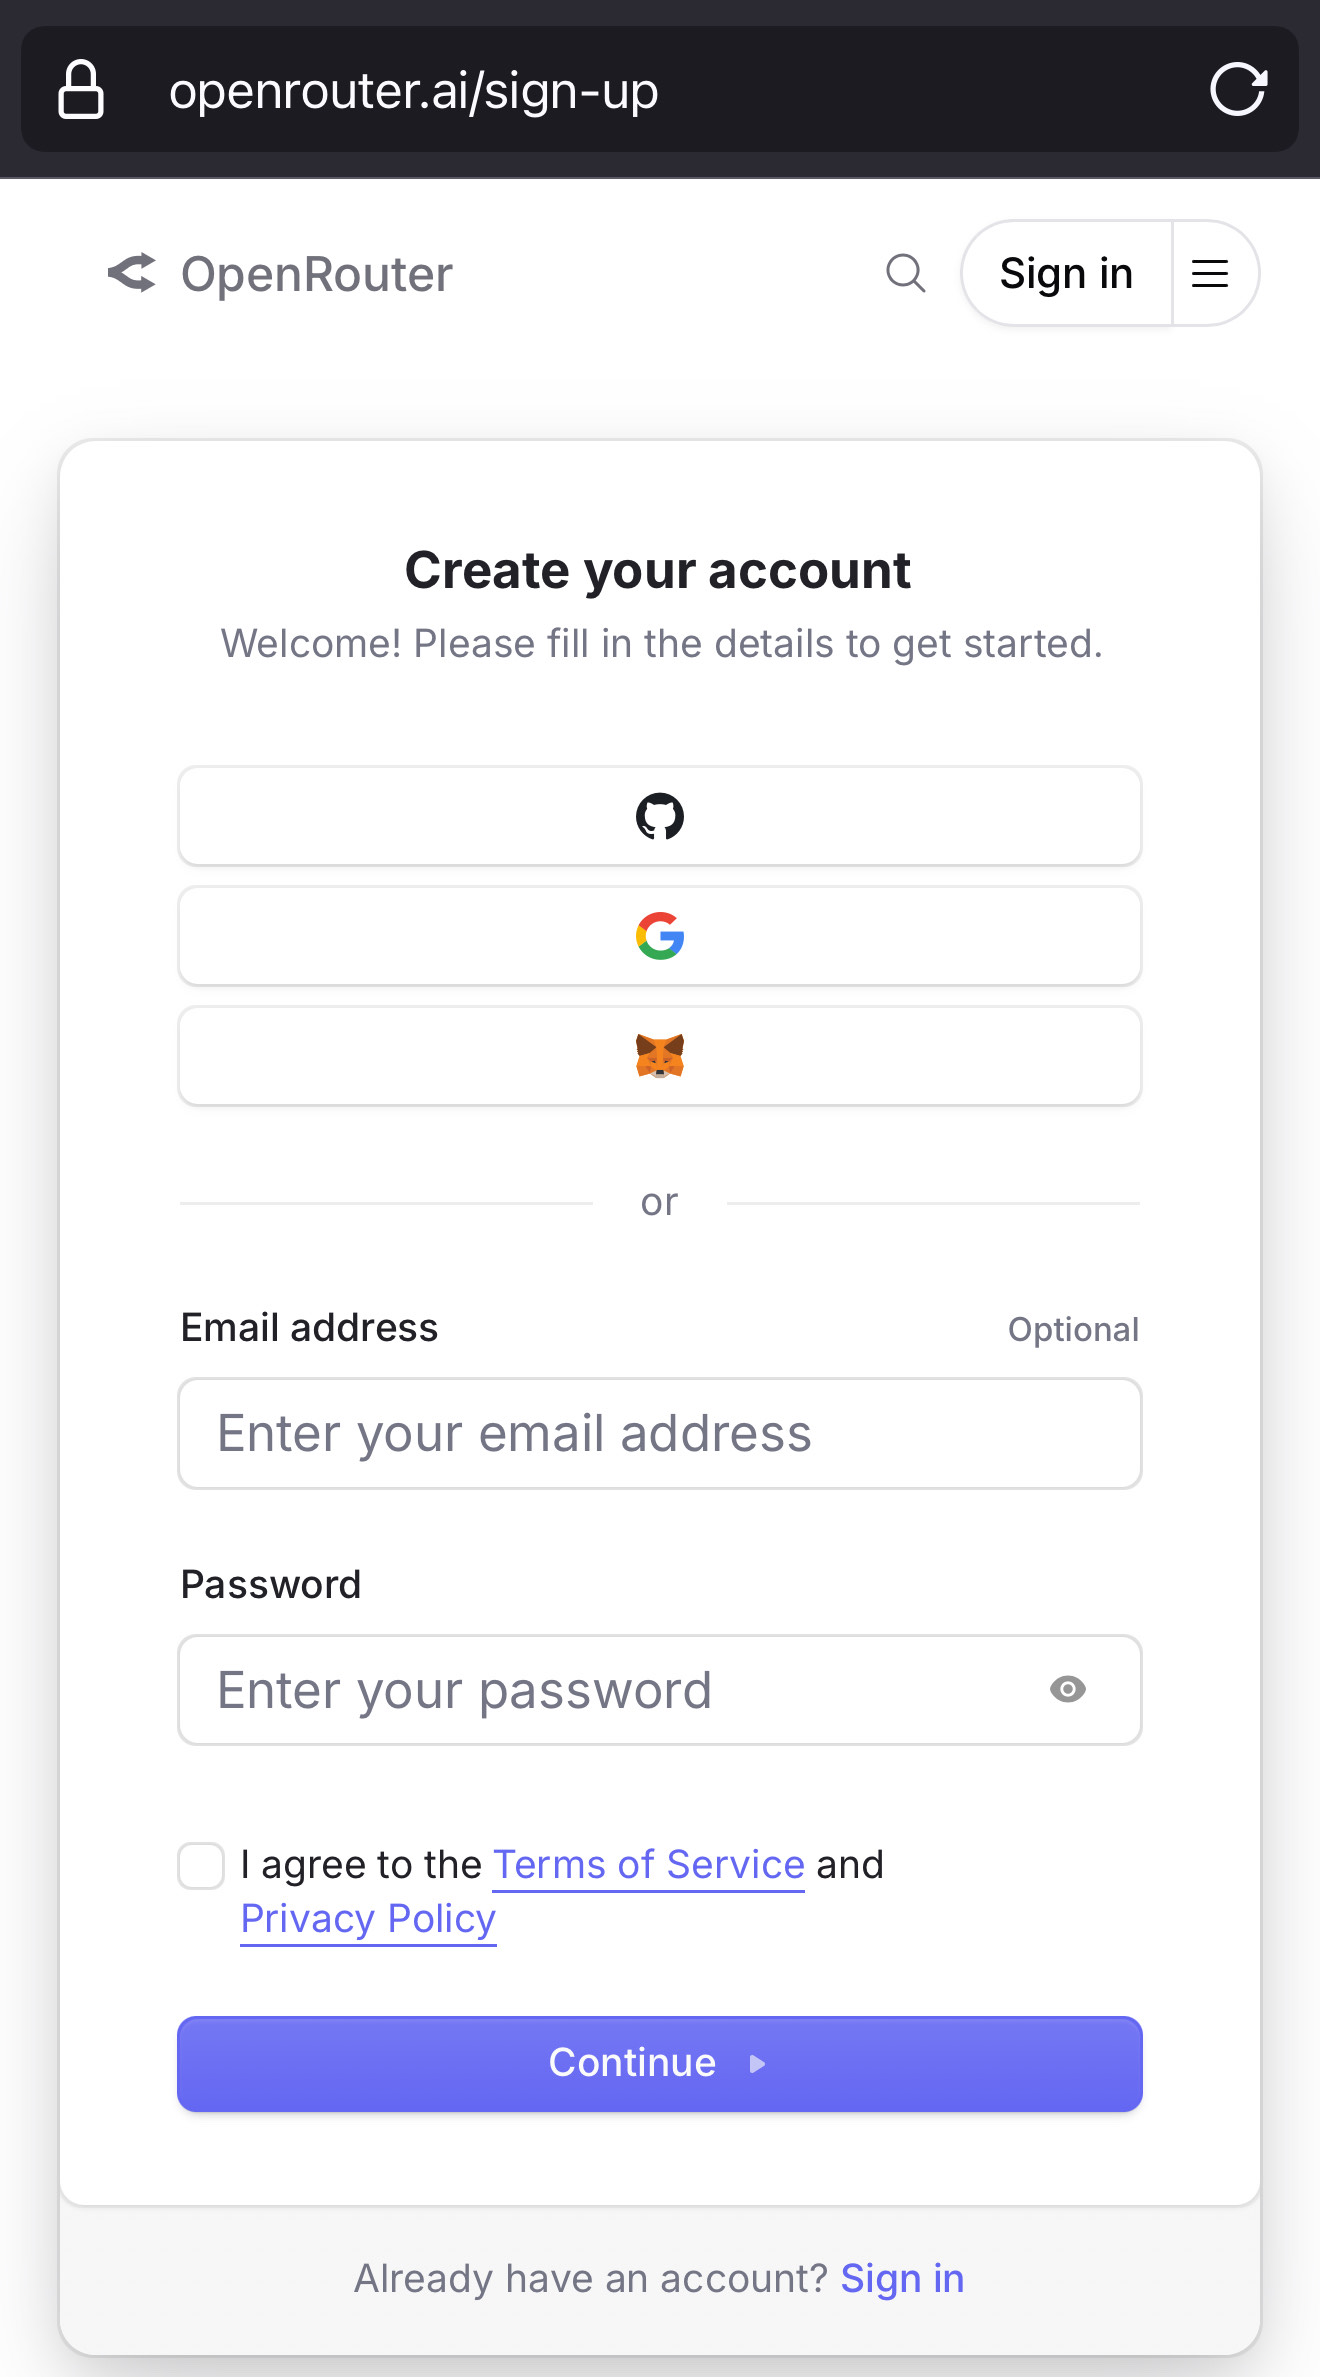 openrouter.ai/sign-up
OpenRouter
Sign in
Create your account
Welcome! Please fill in the details to get started.
or
Email address
Optional
Enter your email address
Password
Enter your password
I agree to the Terms of Service and
Privacy Policy
Continue
Already have an account? Sign in